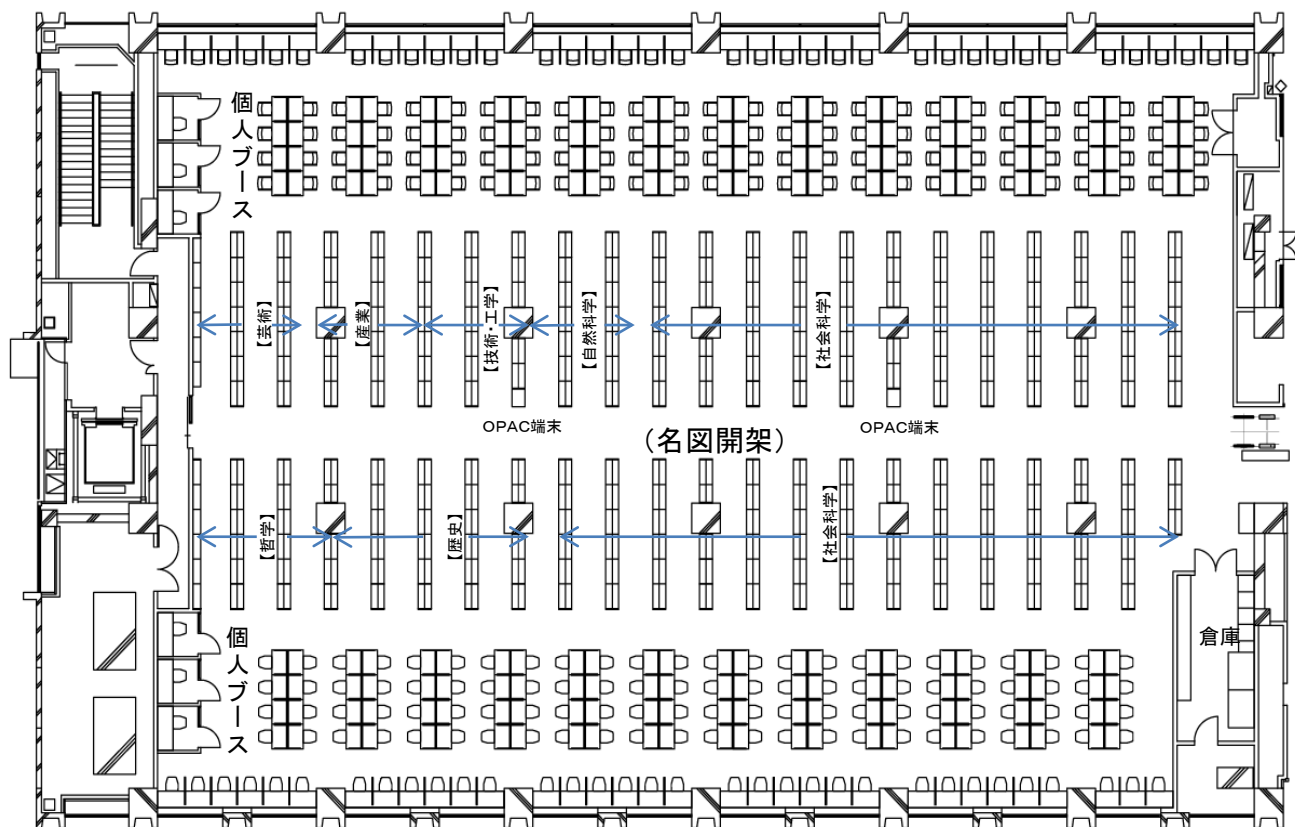 個人ブース
【芸術】
【産業】
【技術・工学】
【自然科学】
【社会科学】
OPAC端末
OPAC端末
（名図開架）
【哲学】
【歴史】
【社会科学】
個人ブース
倉庫